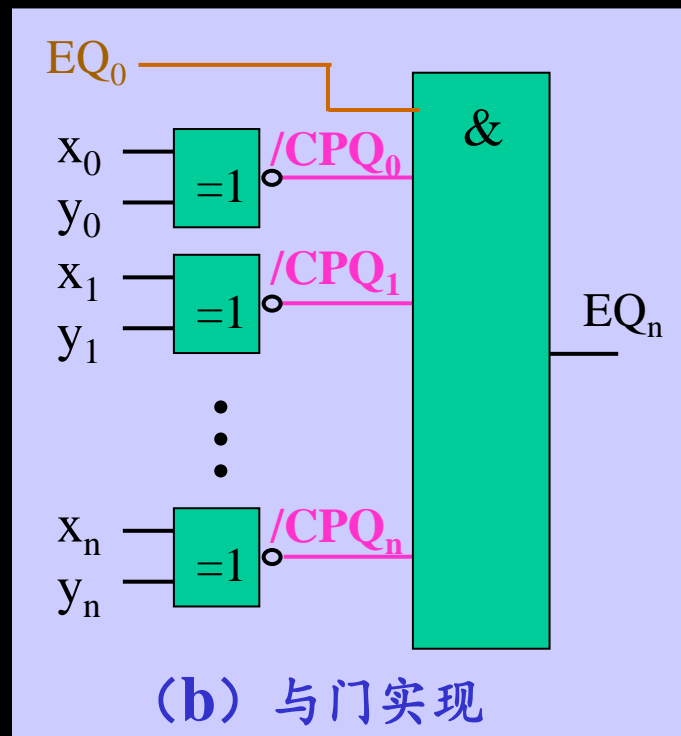 EQ₀
&
x₀
/CPQ₀
=1
y₀
x₁
/CPQ₁
=1
y₁
EQₙ
xₙ
/CPQₙ
=1
yₙ
（b）与门实现